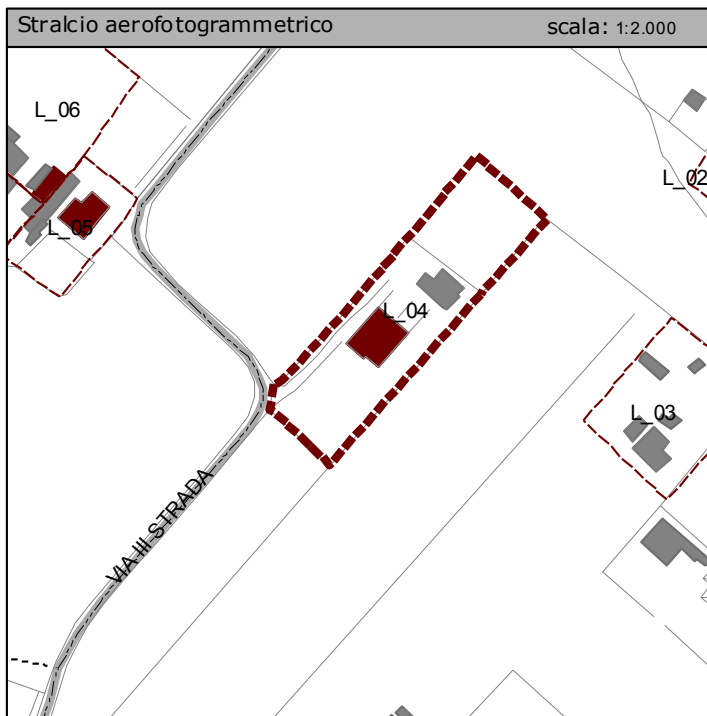 Stralcio aerofotogrammetrico scala: 1:2.000
L_06
L_02
L_05
L_04
L_03
VIA III STRADA